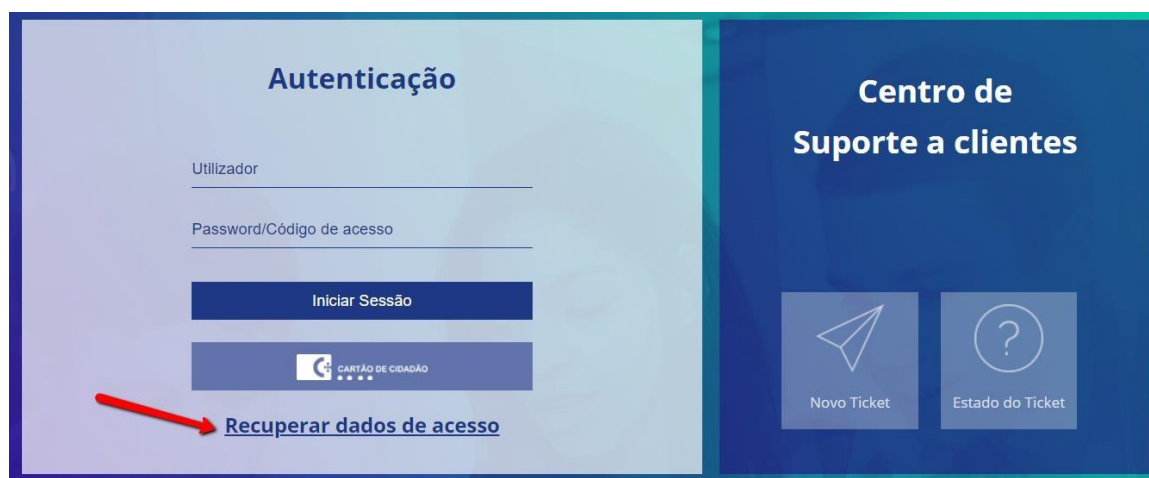 Autenticação
Utilizador
Password/Código de acesso
Iniciar Sessão
CARTÃO DE CIDADÃO
Recuperar dados de acesso
Centro de
Suporte a clientes
Novo Ticket
Estado do Ticket